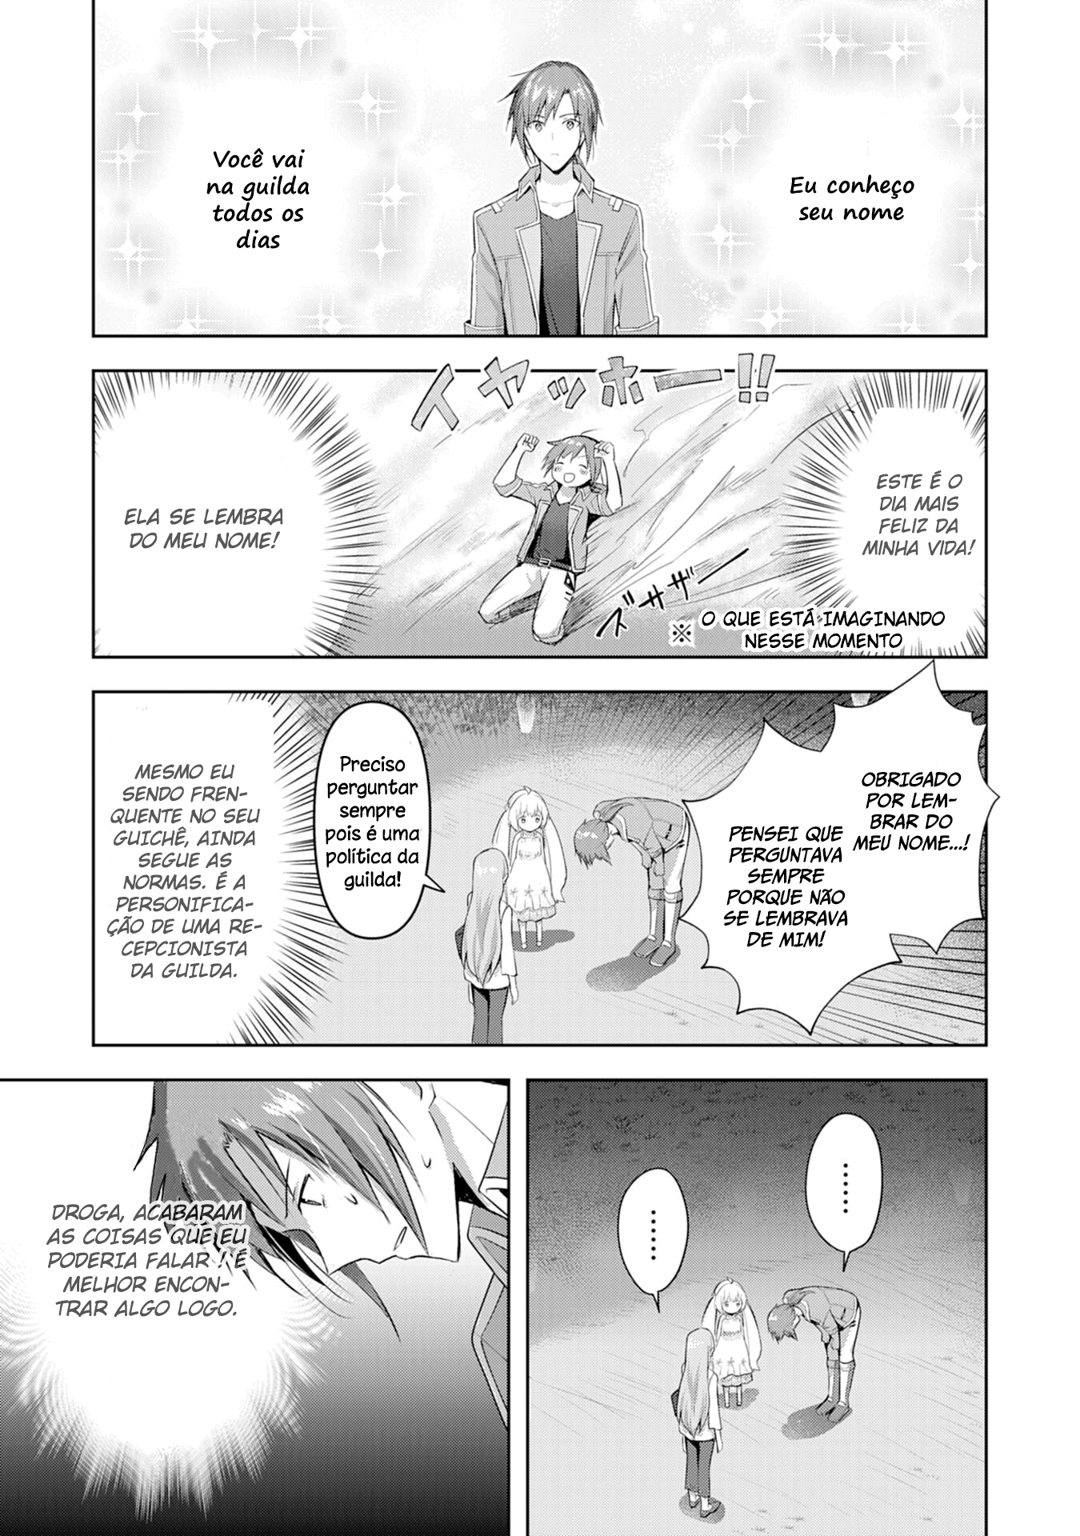 Eu conheço
seu nome
Você vai
na guilda
todos os
dias
イヤッホー!!
ESTE É O
DIA MAIS
FELIZ DA
MINHA VIDA!
ELA SE LEMBRA
DO MEU NOME!
ズザザー
※ O QUE ESTÁ IMAGINANDO
NESSE MOMENTO
OBRIGADO
POR LEM-
BRAR DO
MEU NOME...!
PENSEI QUE
PERGUNTAVA
SEMPRE
PORQUE NÃO
SE LEMBRAVA
DE MIM!
Preciso
perguntar
sempre
pois é uma
política da
guilda!
MESMO EU
SENDO FREN-
QUENTE NO SEU
GUICHÊ, AINDA
SEGUE AS
NORMAS. É A
PERSONIFICA-
ÇÃO DE UMA RE-
CEPCIONISTA
DA GUILDA.
......
......
DROGA, ACABARAM
AS COISAS QUE EU
PODERIA FALAR ! É
MELHOR ENCON-
TRAR ALGO LOGO.